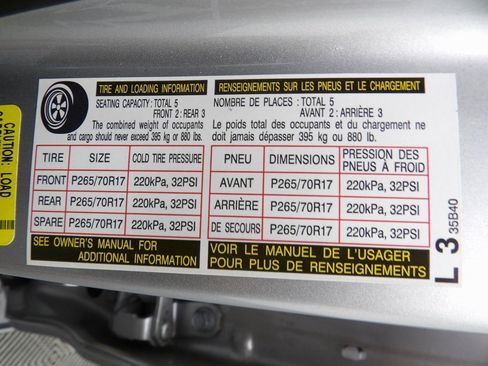 TIRE AND LOADING INFORMATION
SEATING CAPACITY : TOTAL 5
FRONT 2 : REAR 3
The combined weight of occupants
and cargo should never exceed 395 kg or 880 lbs.
TIRE SIZE COLD TIRE PRESSURE
FRONT P265/70R17 220kPa, 32PSI
REAR P265/70R17 220kPa, 32PSI
SPARE P265/70R17 220kPa, 32PSI
SEE OWNER'S MANUAL FOR
ADDITIONAL INFORMATION
RENSEIGNEMENTS SUR LES PNEUS ET LE CHARGEMENT
NOMBRE DE PLACES : TOTAL 5
AVANT 2 : ARRIÈRE 3
Le poids total des occupants et du chargement ne
doit jamais dépasser 395 kg ou 880 lb.
PNEU DIMENSIONS PRESSION DES
PNEUS À FROID
AVANT P265/70R17 220kPa, 32PSI
ARRIÈRE P265/70R17 220kPa, 32PSI
DE SECOURS P265/70R17 220kPa, 32PSI
VOIR LE MANUEL DE L'USAGER
POUR PLUS DE RENSEIGNEMENTS
L 3 35B40
CAUTION: LOAD